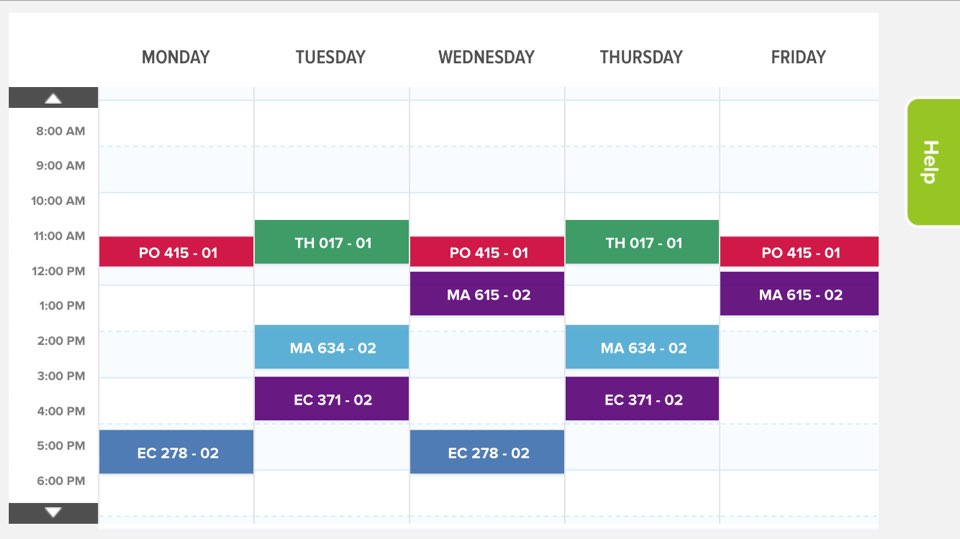 MONDAY TUESDAY WEDNESDAY THURSDAY FRIDAY
8:00 AM
9:00 AM
10:00 AM
11:00 AM
TH 017 - 01 TH 017 - 01
PO 415 - 01 PO 415 - 01 PO 415 - 01
12:00 PM
MA 615 - 02 MA 615 - 02
1:00 PM
2:00 PM
MA 634 - 02 MA 634 - 02
3:00 PM
EC 371 - 02 EC 371 - 02
4:00 PM
5:00 PM
EC 278 - 02 EC 278 - 02
6:00 PM
Help